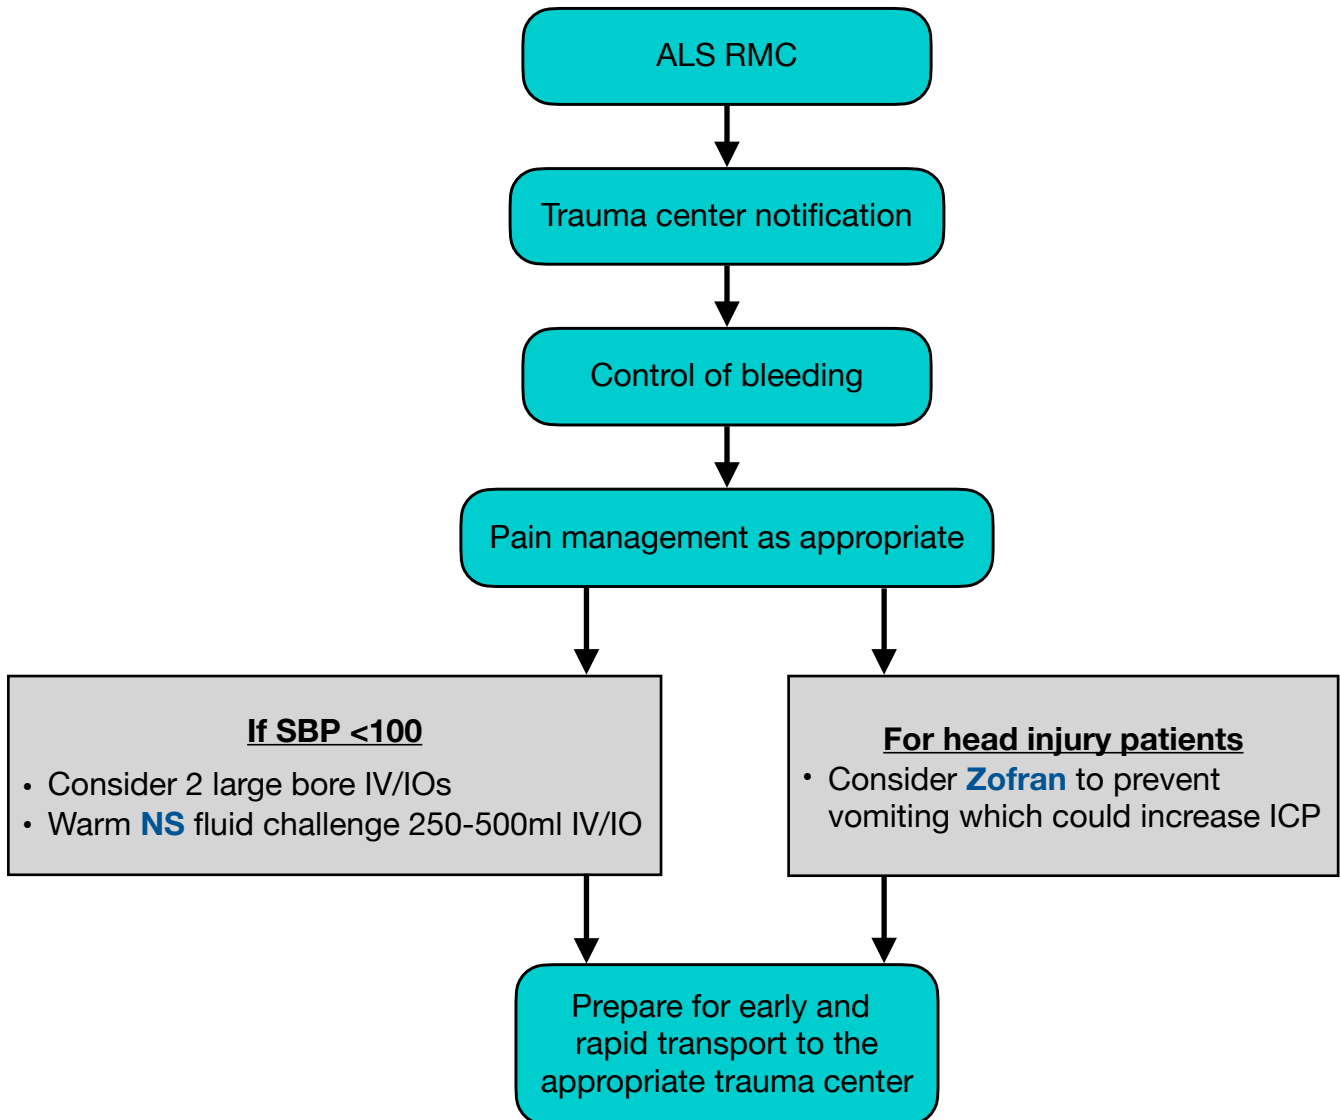 ALS RMC
Trauma center notification
Control of bleeding
Pain management as appropriate
If SBP <100
• Consider 2 large bore IV/IOs
• Warm NS fluid challenge 250-500ml IV/IO
For head injury patients
• Consider Zofran to prevent
vomiting which could increase ICP
Prepare for early and
rapid transport to the
appropriate trauma center